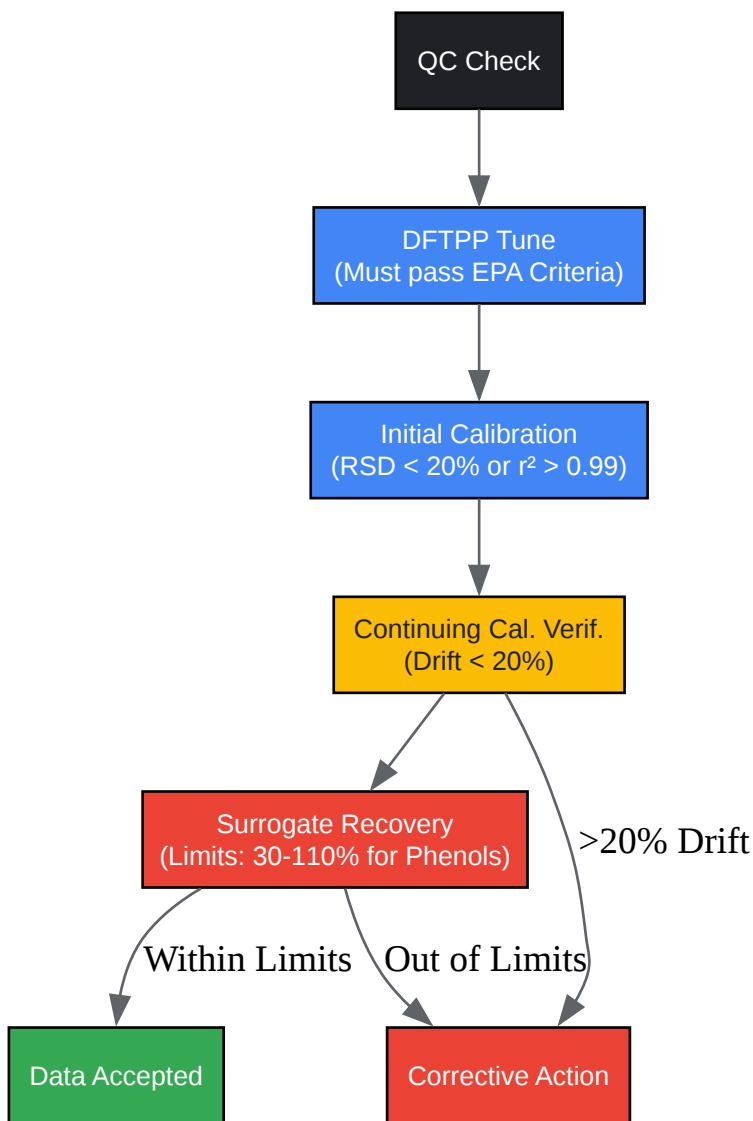 QC Check
DFTPP Tune
(Must pass EPA Criteria)
Initial Calibration
(RSD < 20% or r² > 0.99)
Continuing Cal. Verif.
(Drift < 20%)
Surrogate Recovery
(Limits: 30-110% for Phenols)
>20% Drift
Within Limits
Out of Limits
Data Accepted
Corrective Action